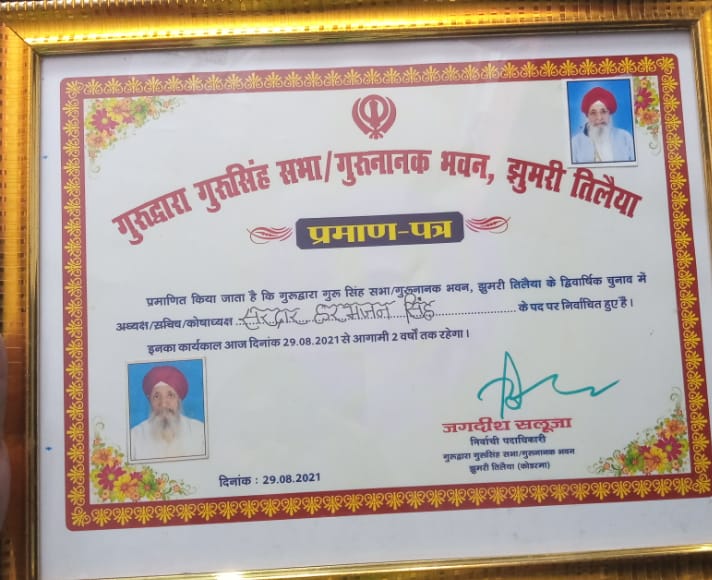 गुरुद्वारा गुरूसिंह सभा/गुरुनानक भवन, झुमरी तिलैया
प्रमाण-पत्र
प्रमाणित किया जाता है कि गुरुद्वारा गुरू सिंह सभा/गुरुनानक भवन, झुमरी तिलैया के द्विवार्षिक चुनाव में
अध्यक्ष/सचिव/कोषाध्यक्ष ..सरदार हरभजन सिंह........................ के पद पर निर्वाचित हुए है।
इनका कार्यकाल आज दिनांक 29.08.2021 से आगामी 2 वर्षों तक रहेगा।
जगदीश सलूजा
निर्वाची पदाधिकारी
गुरुद्वारा गुरूसिंह सभा/गुरुनानक भवन
झुमरी तिलैया (कोडरमा)
दिनांक : 29.08.2021